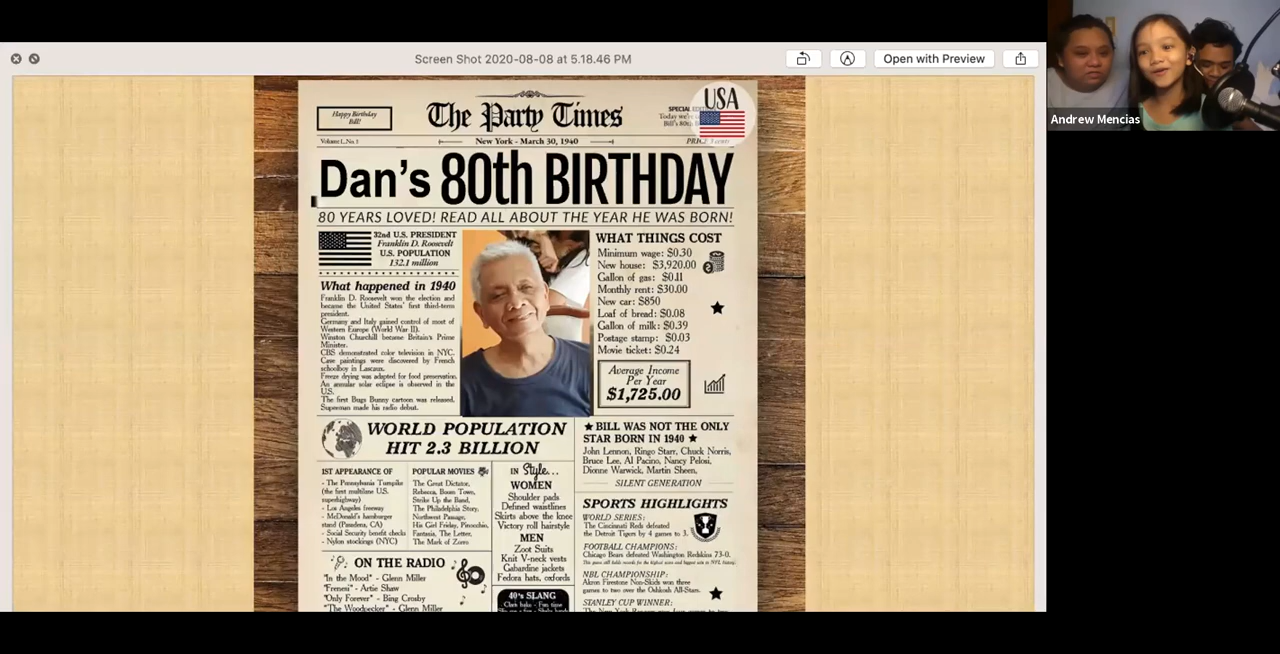 Screen Shot 2020-08-08 at 5.18.46 PM
Open with Preview
Andrew Mencias
Happy Birthday
Bill!
The Party Times
USA
Volume 1, No. 1
New York - March 30, 1940
Dan's 80th BIRTHDAY
80 YEARS LOVED! READ ALL ABOUT THE YEAR HE WAS BORN!
32nd U.S. PRESIDENT
Franklin D. Roosevelt
U.S. POPULATION
132.1 million
What happened in 1940
Franklin D. Roosevelt won the election and
became the United States' first third-term
president.
Germany and Italy gained control of most of
Western Europe (World War II).
Winston Churchill became Britain's Prime
Minister.
CBS demonstrated color television in NYC.
Cave paintings were discovered by French
schoolboy in Lascaux.
Freeze drying was adapted for food preservation.
An annular solar eclipse is observed in the
U.S.
The first Bugs Bunny cartoon was released.
Superman made his radio debut.
WHAT THINGS COST
Minimum wage: $0.30
New house: $3,920.00
Gallon of gas: $0.11
Monthly rent: $30.00
New car: $850
Loaf of bread: $0.08
Gallon of milk: $0.39
Postage stamp: $0.03
Movie ticket: $0.24
Average Income
Per Year
$1,725.00
WORLD POPULATION
HIT 2.3 BILLION
BILL WAS NOT THE ONLY
STAR BORN IN 1940
John Lennon, Ringo Starr, Chuck Norris,
Bruce Lee, Al Pacino, Nancy Pelosi,
Dionne Warwick, Martin Sheen,
SILENT GENERATION
1ST APPEARANCE OF
- The Pennsylvania Turnpike
(the first multilane U.S.
superhighway)
- Los Angeles freeway
- McDonald's hamburger
stand (Pasadena, CA)
- Social Security benefit checks
- Nylon stockings (NYC)
POPULAR MOVIES
The Great Dictator,
Rebecca, Boom Town,
Strike Up the Band,
The Philadelphia Story,
Northwest Passage,
His Girl Friday, Pinocchio,
Fantasia, The Letter,
The Mark of Zorro
IN Style...
WOMEN
Shoulder pads
Defined waistlines
Skirts above the knee
Victory roll hairstyle
MEN
Zoot Suits
Knit V-neck vests
Gabardine jackets
Fedora hats, oxfords
SPORTS HIGHLIGHTS
WORLD SERIES:
The Cincinnati Reds defeated
the Detroit Tigers by 4 games to 3.
FOOTBALL CHAMPIONS:
Chicago Bears defeated Washington Redskins 73-0.
NBL CHAMPIONSHIP:
Akron Firestone Non-Skids won three
games to two over the Oshkosh All-Stars.
STANLEY CUP WINNER:
ON THE RADIO
"In the Mood" - Glenn Miller
"Frenesi" - Artie Shaw
"Only Forever" - Bing Crosby
"The Woodpecker" - Glenn Miller
40's SLANG